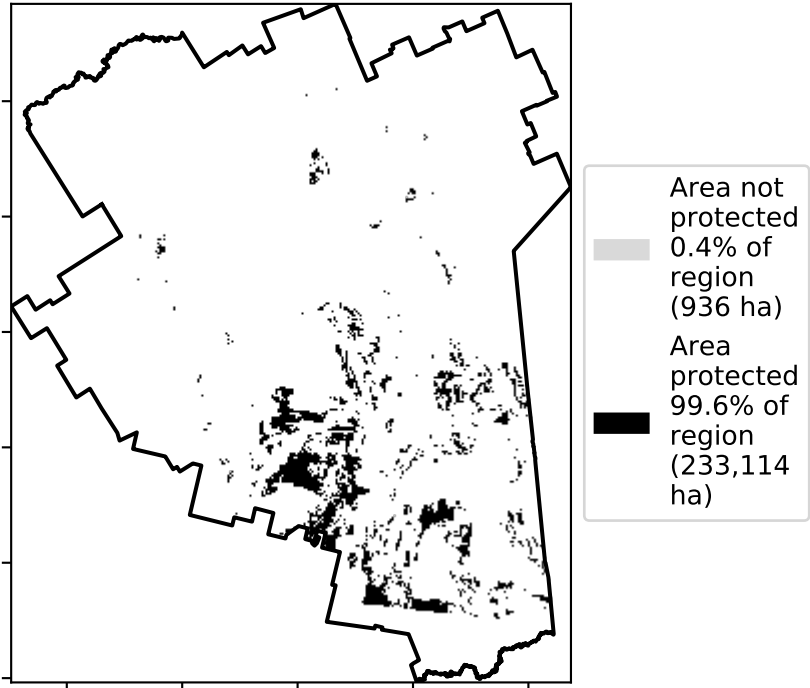 Area not
protected
0.4% of
region
(936 ha)
Area
protected
99.6% of
region
(233,114
ha)